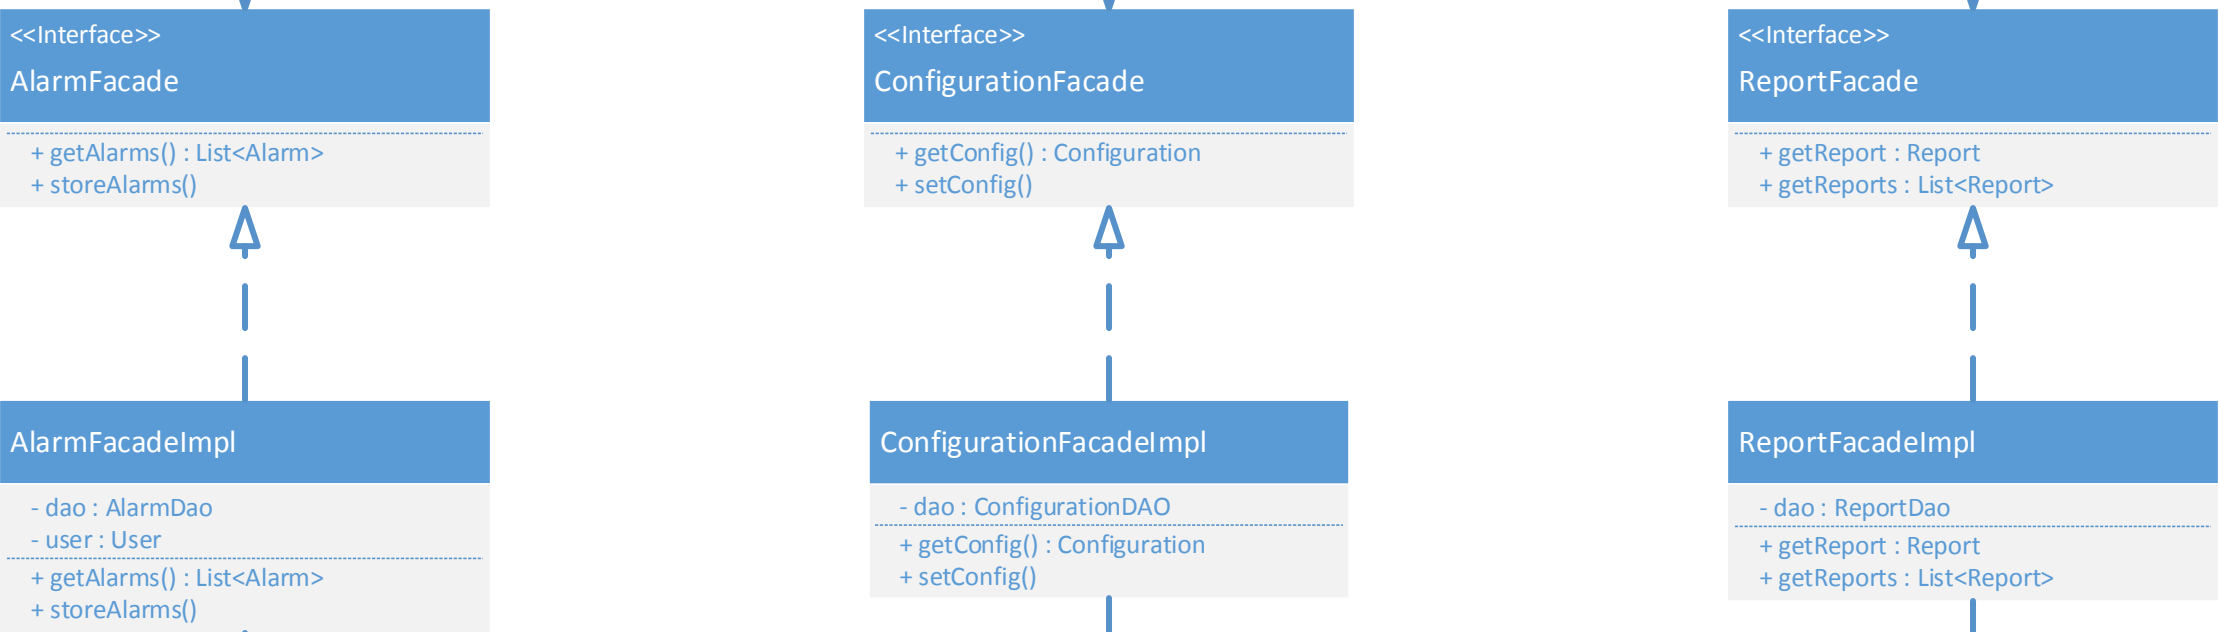 <<Interface>>
AlarmFacade
+ getAlarms() : List<Alarm>
+ storeAlarms()
<<Interface>>
ConfigurationFacade
+ getConfig() : Configuration
+ setConfig()
<<Interface>>
ReportFacade
+ getReport : Report
+ getReports : List<Report>
AlarmFacadeImpl
- dao : AlarmDao
- user : User
+ getAlarms() : List<Alarm>
+ storeAlarms()
ConfigurationFacadeImpl
- dao : ConfigurationDAO
+ getConfig() : Configuration
+ setConfig()
ReportFacadeImpl
- dao : ReportDao
+ getReport : Report
+ getReports : List<Report>